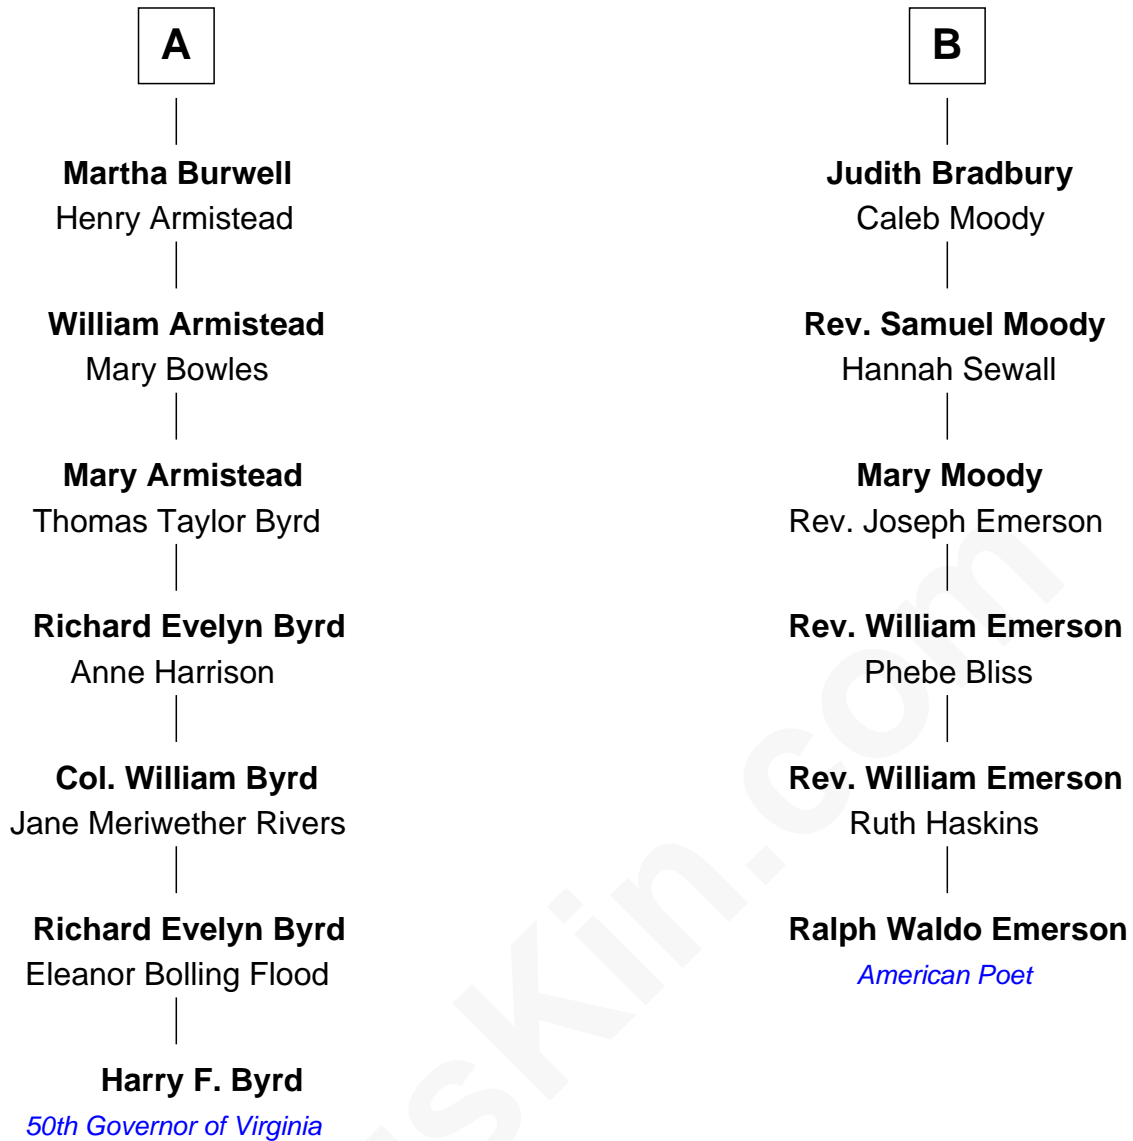 A
Martha Burwell
Henry Armistead
William Armistead
Mary Bowles
Mary Armistead
Thomas Taylor Byrd
Richard Evelyn Byrd
Anne Harrison
Col. William Byrd
Jane Meriwether Rivers
Richard Evelyn Byrd
Eleanor Bolling Flood
Harry F. Byrd
50th Governor of Virginia
B
Judith Bradbury
Caleb Moody
Rev. Samuel Moody
Hannah Sewall
Mary Moody
Rev. Joseph Emerson
Rev. William Emerson
Phebe Bliss
Rev. William Emerson
Ruth Haskins
Ralph Waldo Emerson
American Poet